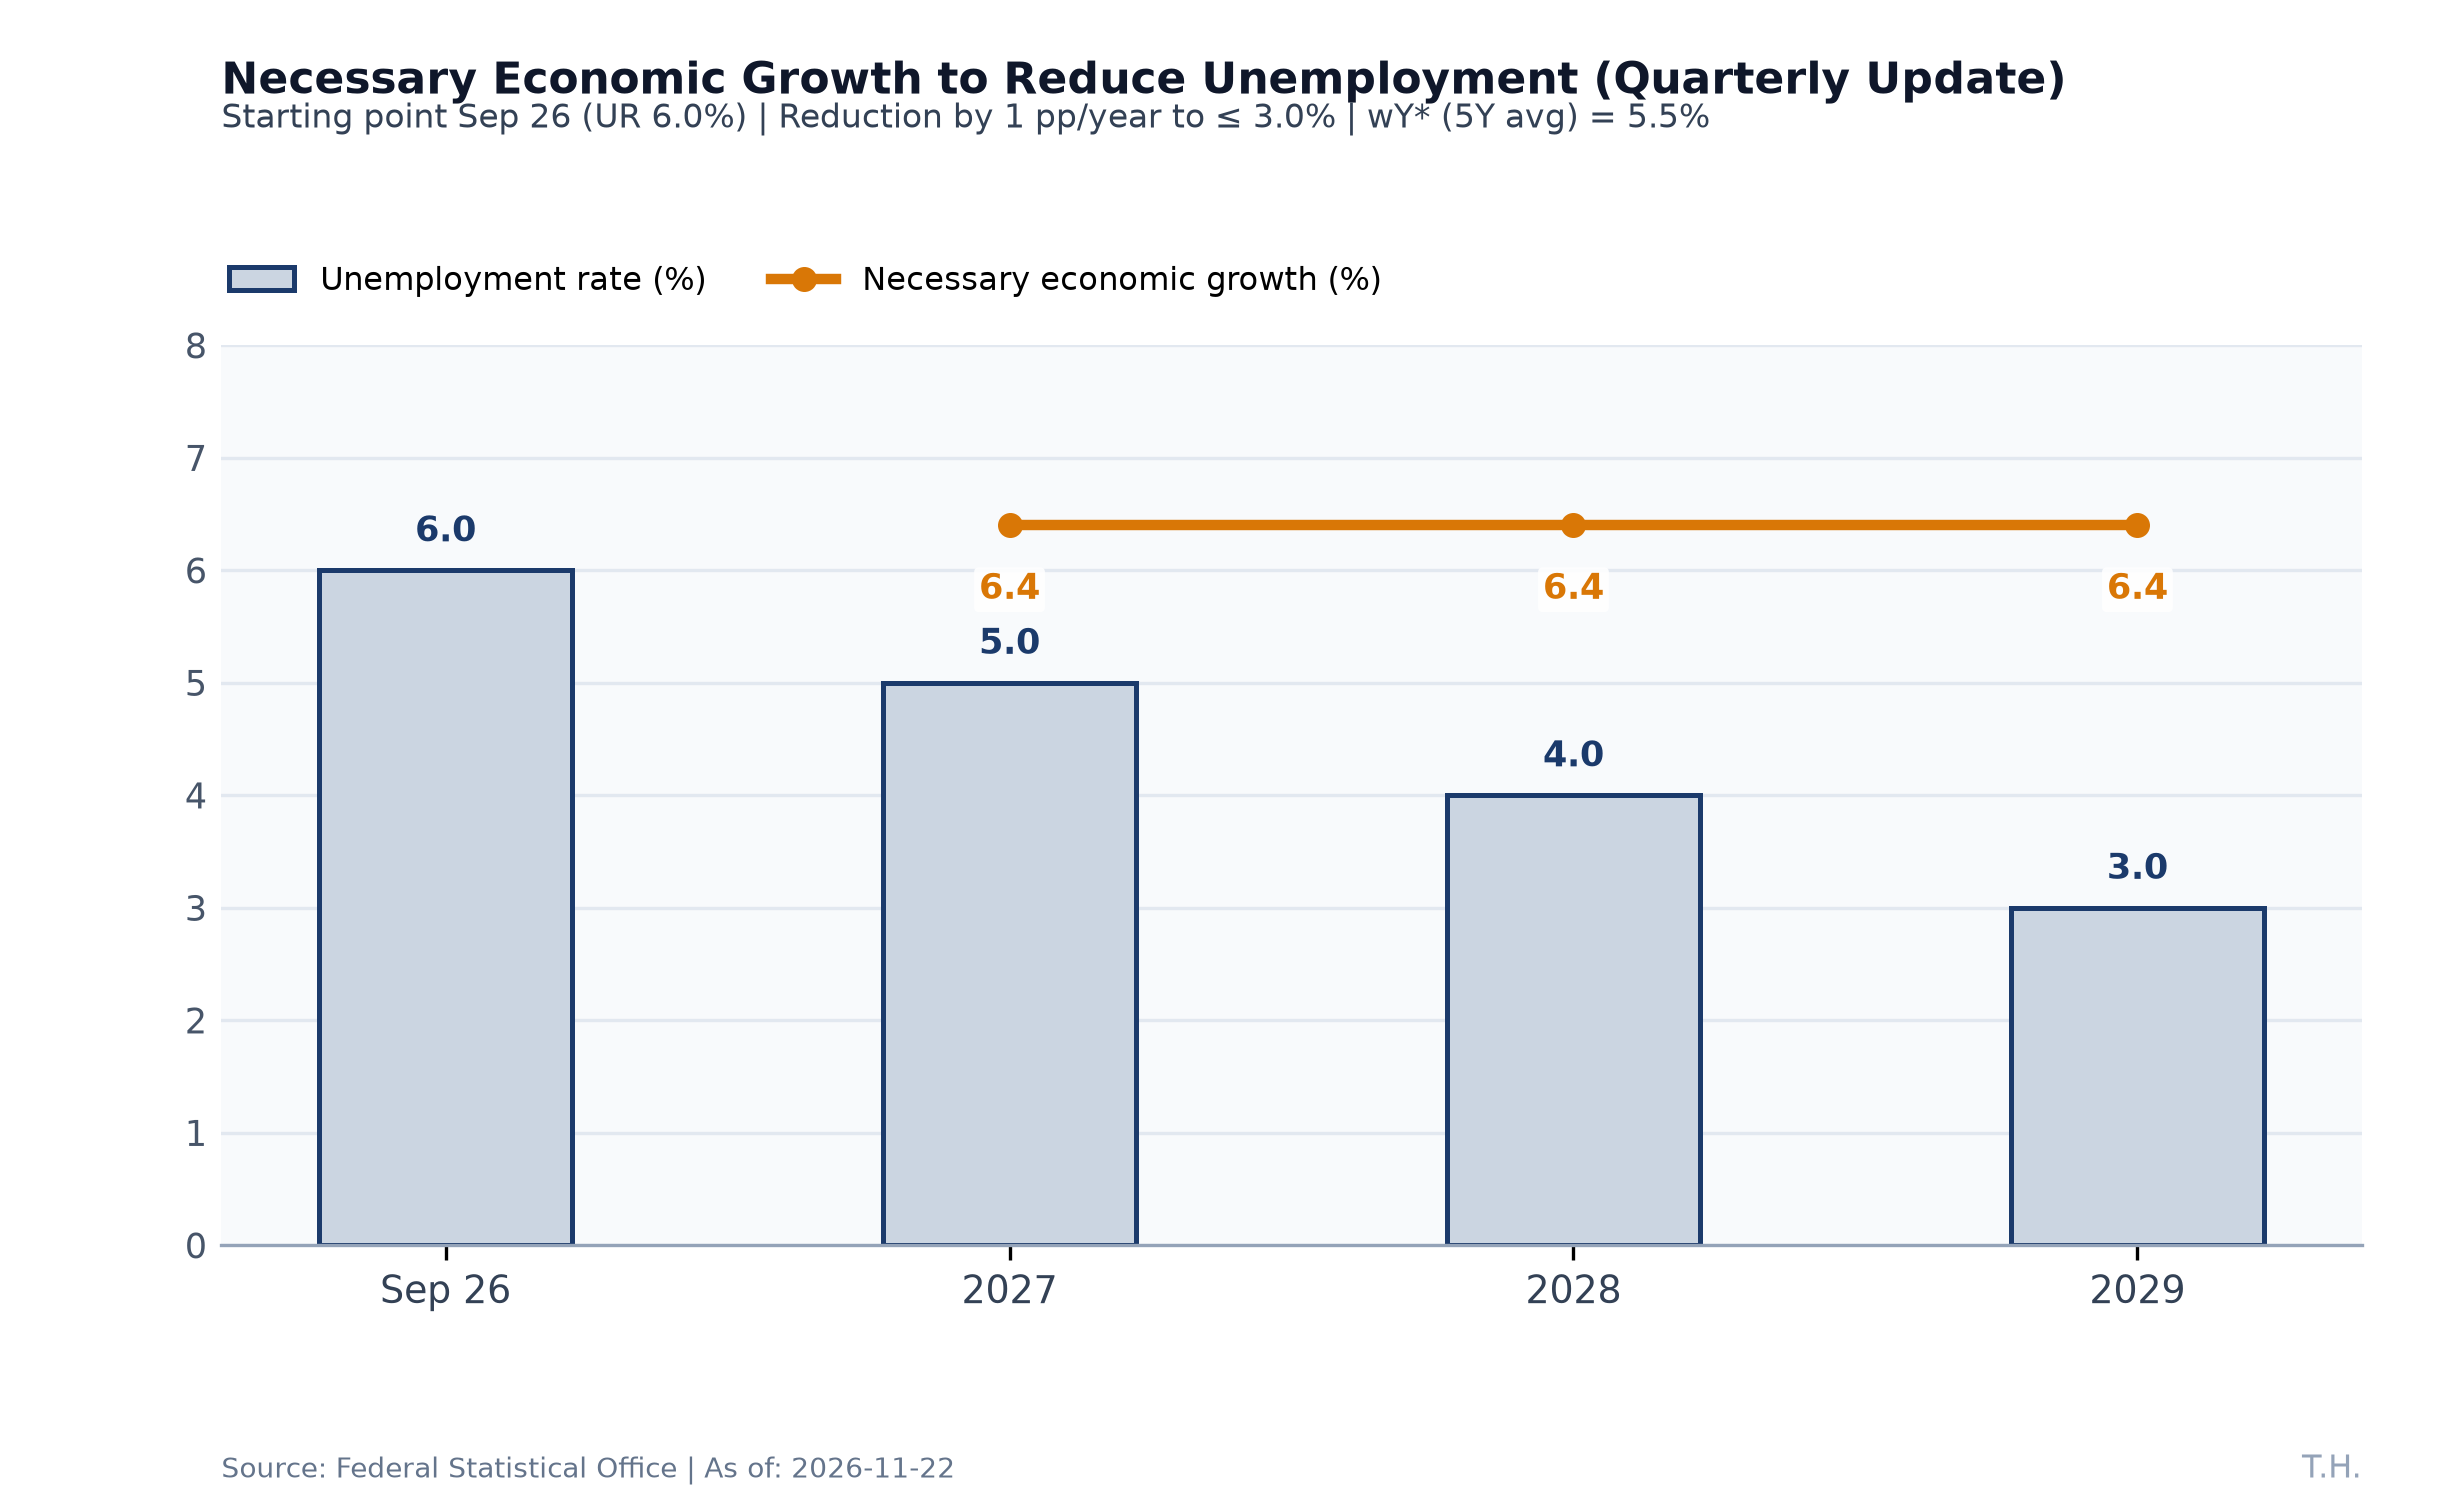 Necessary Economic Growth to Reduce Unemployment (Quarterly Update)
Starting point Sep 26 (UR 6.0%) | Reduction by 1 pp/year to ≤ 3.0% | wY* (5Y avg) = 5.5%
Unemployment rate (%)
Necessary economic growth (%)
8
7
6
5
4
3
2
1
0
6.0
6.4
6.4
6.4
5.0
4.0
3.0
Sep 26
2027
2028
2029
Source: Federal Statistical Office | As of: 2026-11-22
T.H.